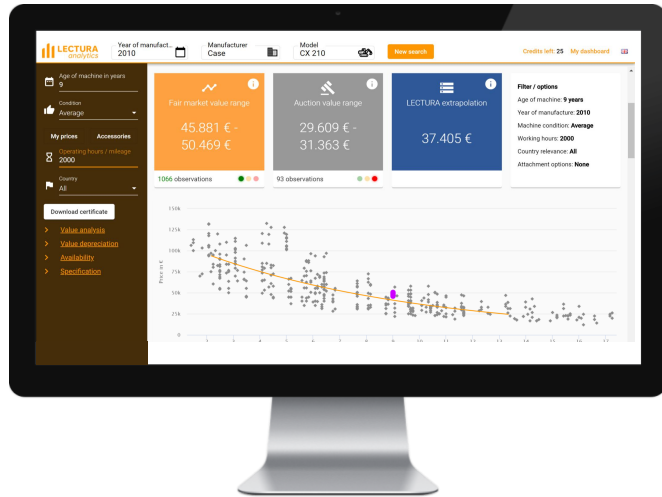 LECTURA
analytics
Year of manufact...
2010
Manufacturer
Case
Model
CX 210
New search
Credits left: 25 My dashboard
Age of machine in years
9
Condition
Average
My prices Accessories
Operating hours / mileage
2000
Country
All
Download certificate
> Value analysis
> Value depreciation
> Availability
> Specification
Fair market value range
45.881 € -
50.469 €
1066 observations
Auction value range
29.609 € -
31.363 €
93 observations
LECTURA extrapolation
37.405 €
Filter / options
Age of machine: 9 years
Year of manufacture: 2010
Machine condition: Average
Working hours: 2000
Country relevance: All
Attachment options: None
Price in €
150k
125k
100k
75k
50k
25k
0